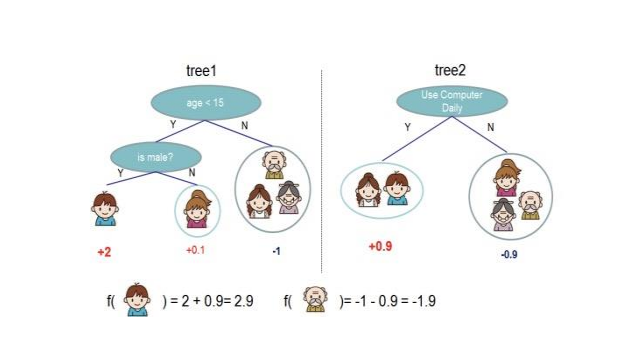 tree1
tree2
age < 15
Use Computer
Daily
Y
N
Y
N
is male?
Y
N
+2
+0.1
-1
+0.9
-0.9
f( ) = 2 + 0.9= 2.9
f( )= -1 - 0.9 = -1.9